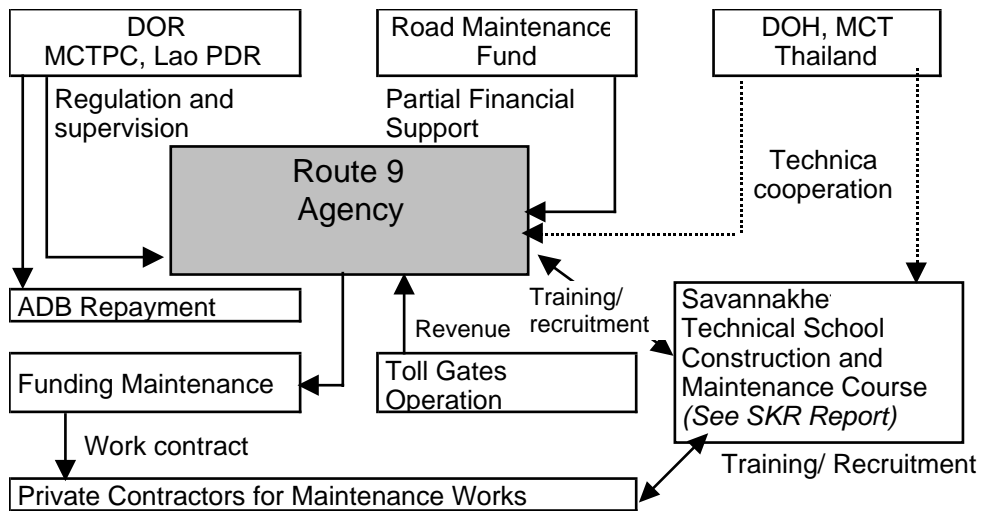 DOR
MCTPC, Lao PDR
Road Maintenance
Fund
DOH, MCT
Thailand
Regulation and
supervision
Partial Financial
Support
Technica
cooperation
Route 9
Agency
ADB Repayment
Revenue
Training/
recruitment
Savannakhe
Technical School
Construction and
Maintenance Course
(See SKR Report)
Funding Maintenance
Toll Gates
Operation
Work contract
Training/ Recruitment
Private Contractors for Maintenance Works